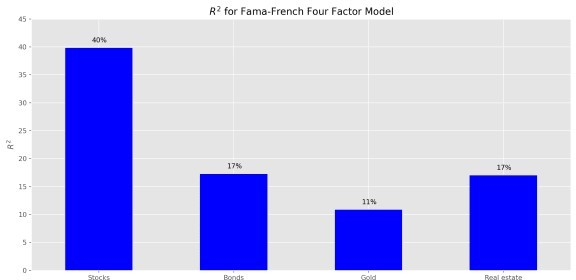 R² for Fama-French Four Factor Model
45
40
35
30
25
20
15
10
5
0
R²
40%
17%
11%
17%
Stocks
Bonds
Gold
Real estate